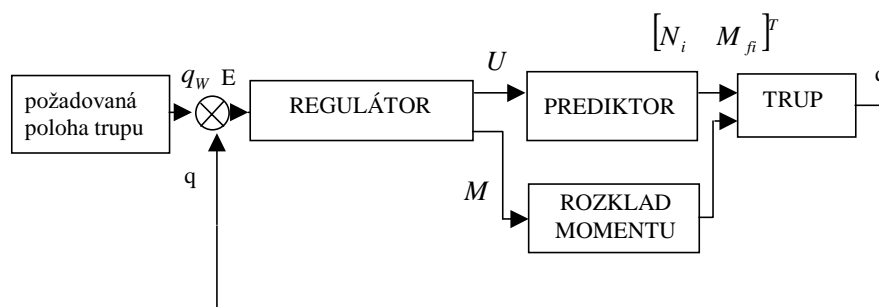 [N_i M_fi]^T
q_W E
U
požadovaná
poloha trupu
REGULÁTOR
PREDIKTOR
TRUP
q
M
ROZKLAD
MOMENTU